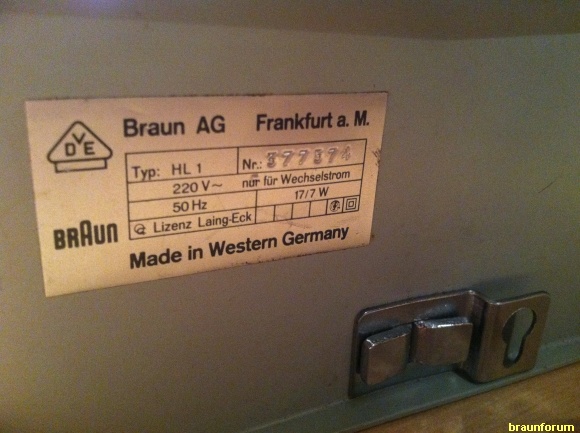 VDE
Braun AG Frankfurt a. M.
Typ: HL 1
Nr.: 377374
220 V~ nur für Wechselstrom
50 Hz 17/7 W
Lizenz Laing-Eck
BRAUN
Made in Western Germany
braunforum